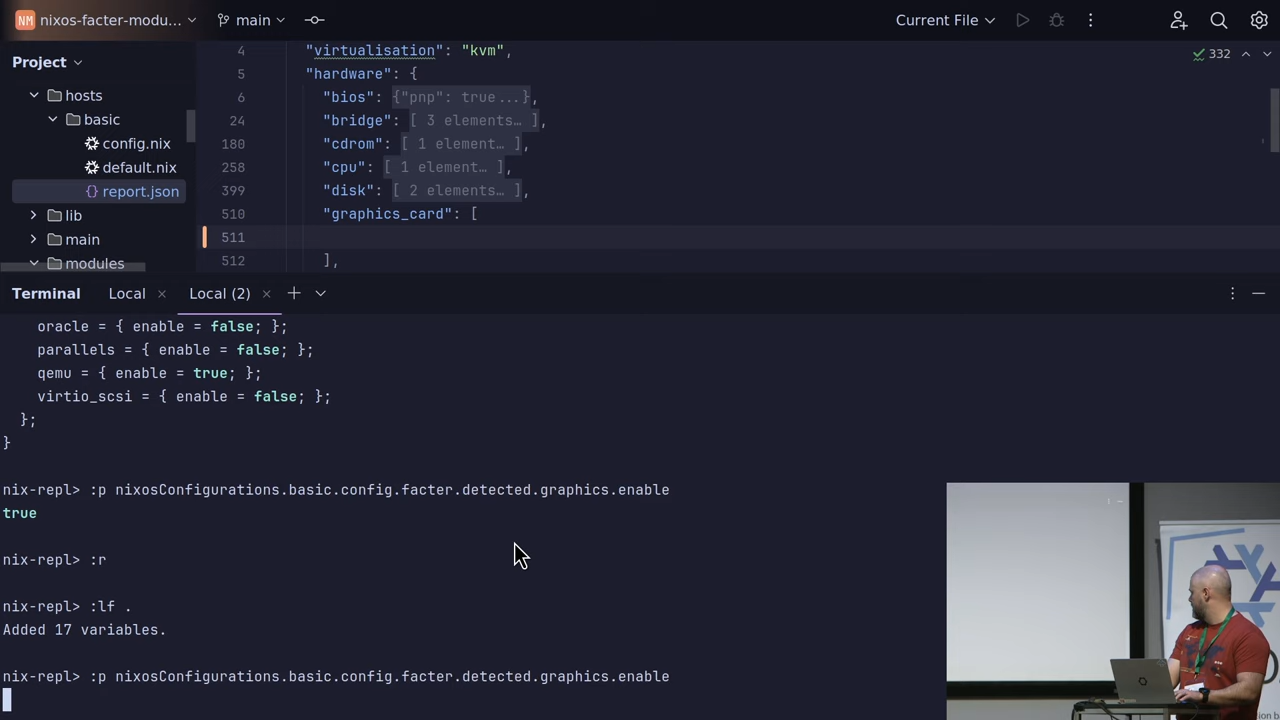 NM nixos-facter-modu... main Current File
Project
hosts
basic
config.nix
default.nix
report.json
lib
main
modules
332
4 "virtualisation": "kvm",
5 "hardware": {
6 "bios": {"pnp": true...},
24 "bridge": [ 3 elements… ],
180 "cdrom": [ 1 element… ],
258 "cpu": [ 1 element… ],
399 "disk": [ 2 elements… ],
510 "graphics_card": [
511
512 ],
Terminal Local Local (2)
oracle = { enable = false; };
parallels = { enable = false; };
qemu = { enable = true; };
virtio_scsi = { enable = false; };
};
}
nix-repl> :p nixosConfigurations.basic.config.facter.detected.graphics.enable
true
nix-repl> :r
nix-repl> :lf .
Added 17 variables.
nix-repl> :p nixosConfigurations.basic.config.facter.detected.graphics.enable